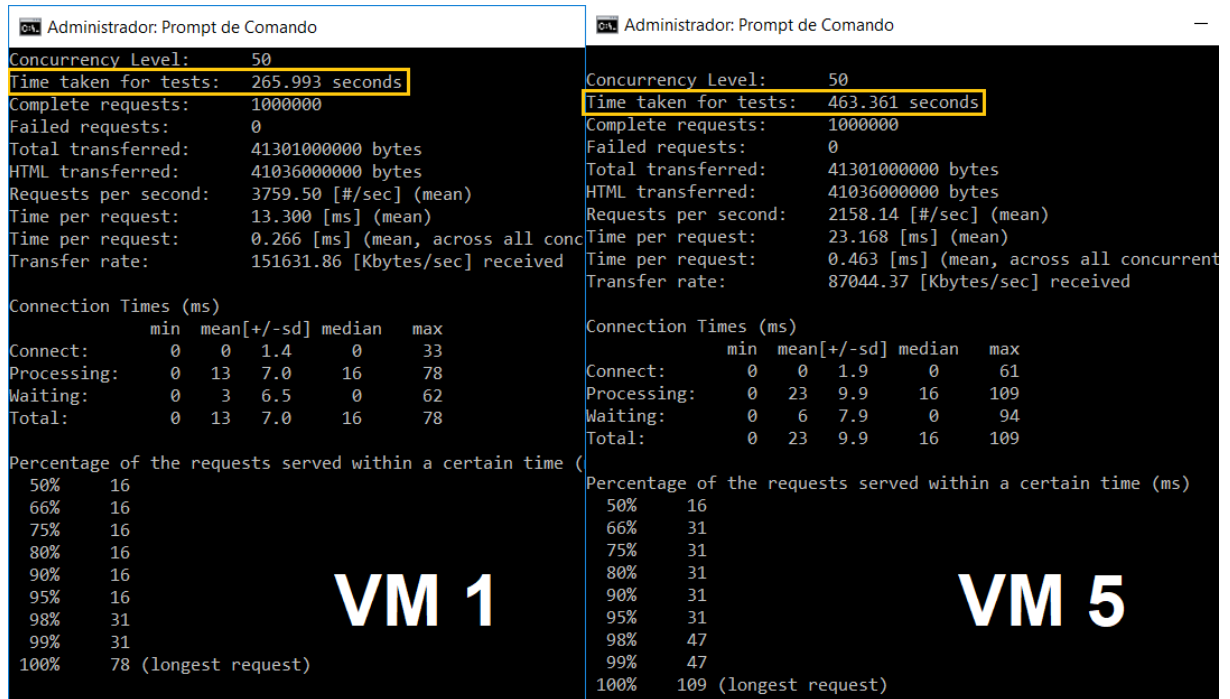 Administrador: Prompt de Comando
Concurrency Level: 50
Time taken for tests: 265.993 seconds
Complete requests: 1000000
Failed requests: 0
Total transferred: 41301000000 bytes
HTML transferred: 41036000000 bytes
Requests per second: 3759.50 [#/sec] (mean)
Time per request: 13.300 [ms] (mean)
Time per request: 0.266 [ms] (mean, across all conc
Transfer rate: 151631.86 [Kbytes/sec] received
Connection Times (ms)
min mean[+/-sd] median max
Connect: 0 0 1.4 0 33
Processing: 0 13 7.0 16 78
Waiting: 0 3 6.5 0 62
Total: 0 13 7.0 16 78
Percentage of the requests served within a certain time (
50% 16
66% 16
75% 16
80% 16
90% 16
95% 16
98% 31
99% 31
100% 78 (longest request)
VM 1
Administrador: Prompt de Comando
Concurrency Level: 50
Time taken for tests: 463.361 seconds
Complete requests: 1000000
Failed requests: 0
Total transferred: 41301000000 bytes
HTML transferred: 41036000000 bytes
Requests per second: 2158.14 [#/sec] (mean)
Time per request: 23.168 [ms] (mean)
Time per request: 0.463 [ms] (mean, across all concurrent
Transfer rate: 87044.37 [Kbytes/sec] received
Connection Times (ms)
min mean[+/-sd] median max
Connect: 0 0 1.9 0 61
Processing: 0 23 9.9 16 109
Waiting: 0 6 7.9 0 94
Total: 0 23 9.9 16 109
Percentage of the requests served within a certain time (ms)
50% 16
66% 31
75% 31
80% 31
90% 31
95% 31
98% 47
99% 47
100% 109 (longest request)
VM 5